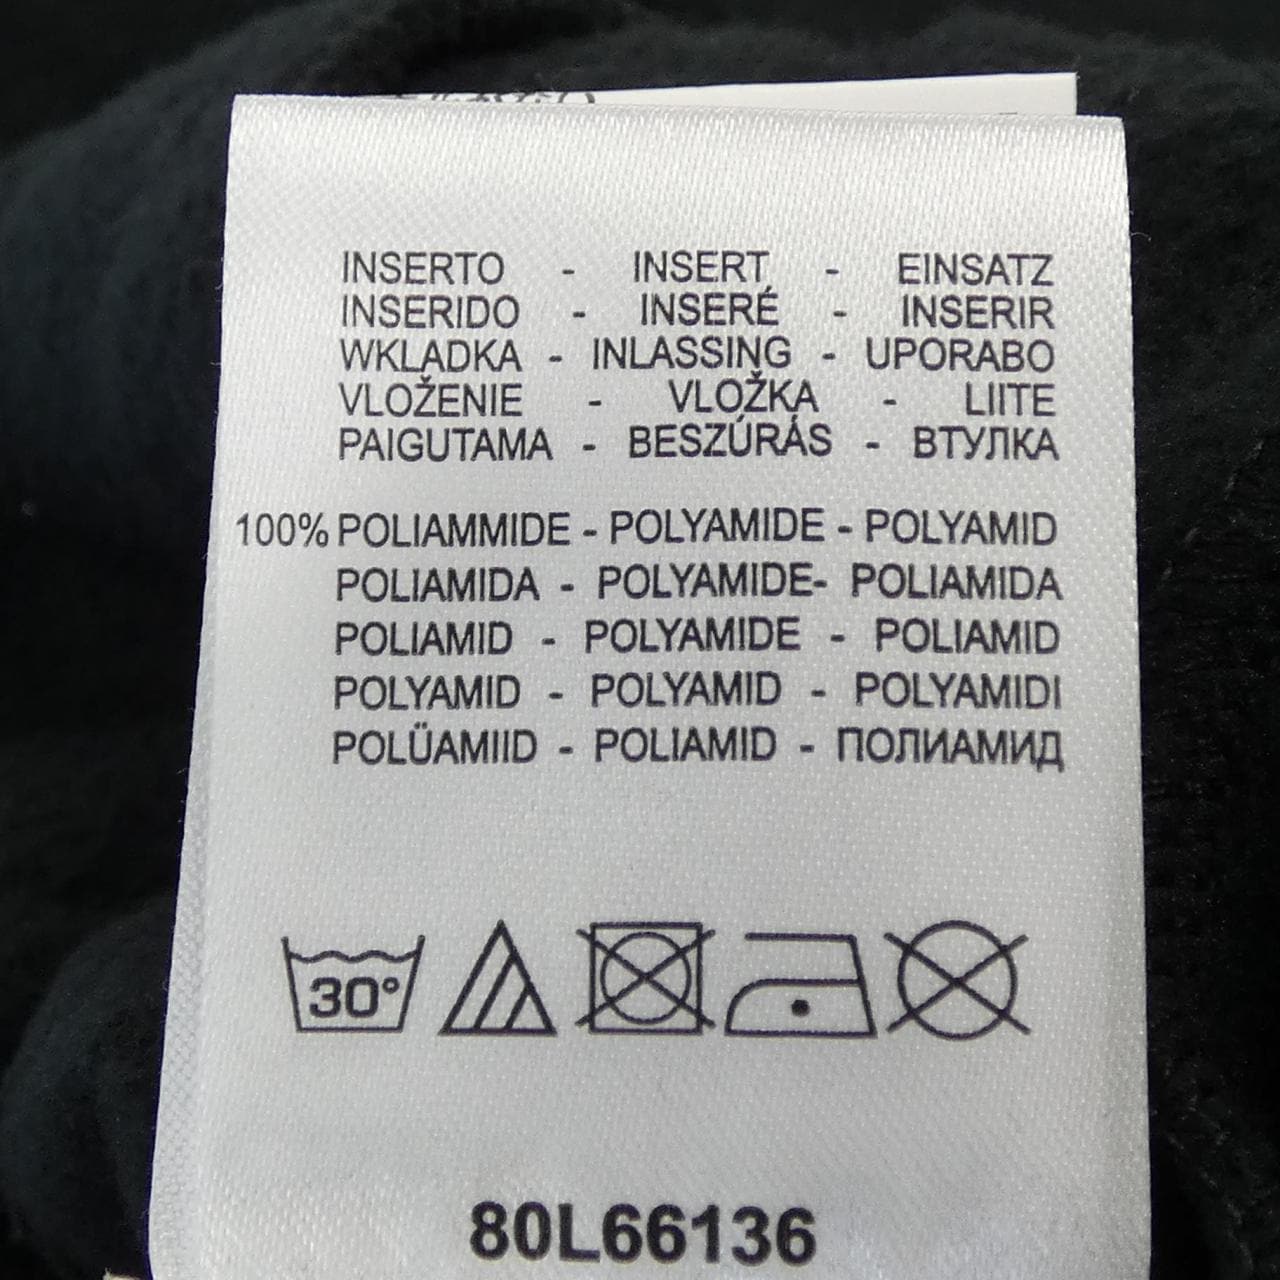 INSERTO - INSERT - EINSATZ
INSERIDO - INSERÉ - INSERIR
WKLADKA - INLASSING - UPORABO
VLOŽENIE - VLOŽKA - LIITE
PAIGUTAMA - BESZÚRÁS - ВТУЛКА
100% POLIAMMIDE - POLYAMIDE - POLYAMID
POLIAMIDA - POLYAMIDE- POLIAMIDA
POLIAMID - POLYAMIDE - POLIAMID
POLYAMID - POLYAMID - POLYAMIDI
POLÜAMIID - POLIAMID - ПОЛИАМИД
30°
80L66136